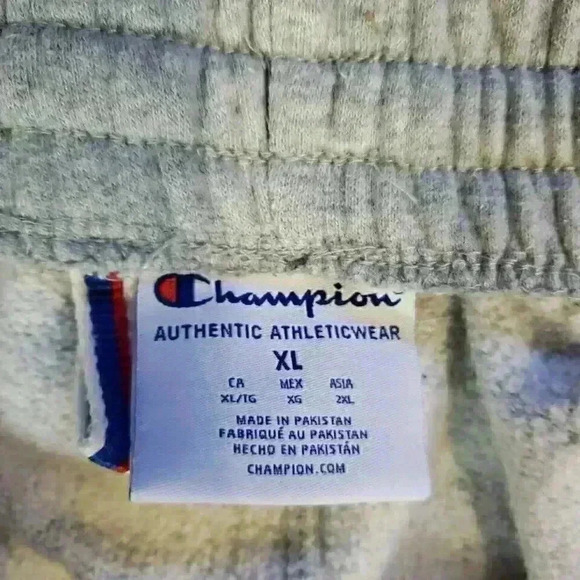 Champion
AUTHENTIC ATHLETICWEAR
XL
CA MEX ASIA
XL/TG XG 2XL
MADE IN PAKISTAN
FABRIQUÉ AU PAKISTAN
HECHO EN PAKISTÁN
CHAMPION.COM